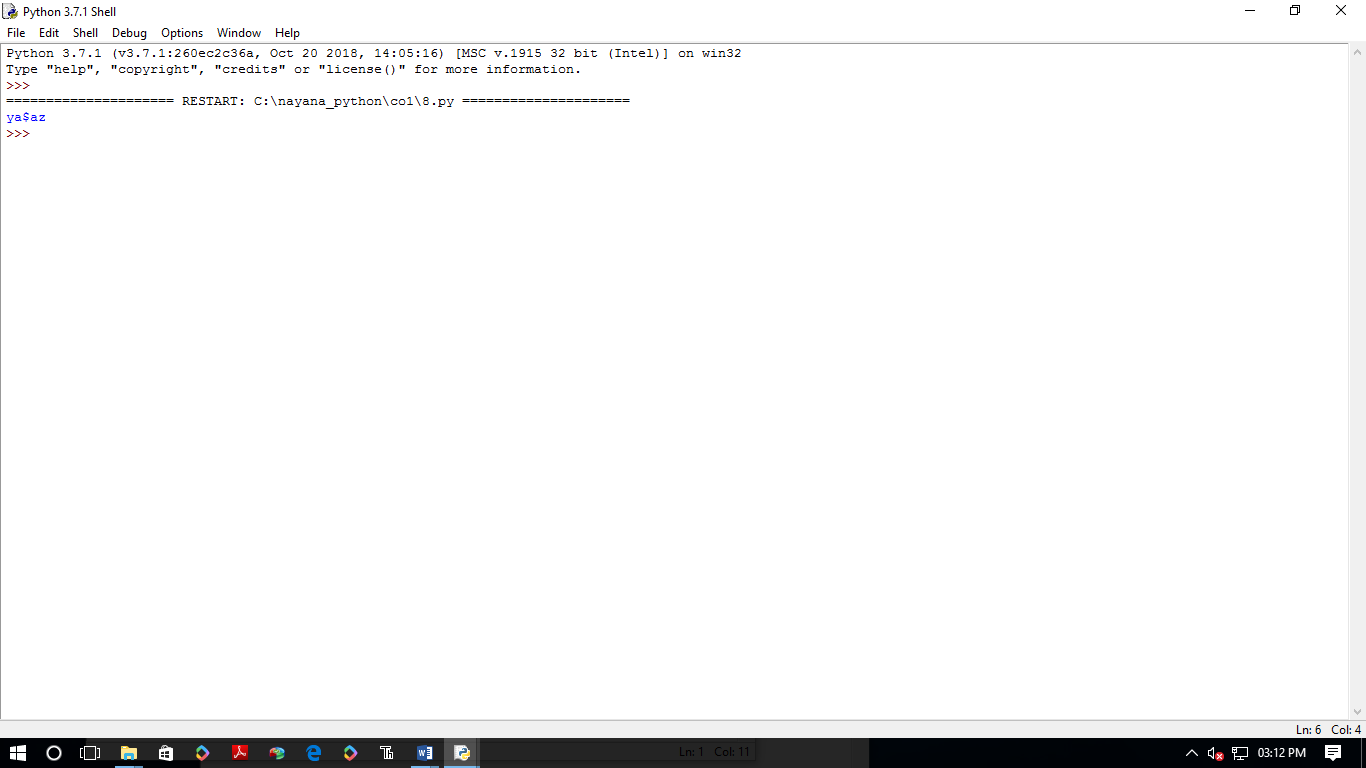 Python 3.7.1 Shell
File Edit Shell Debug Options Window Help
Python 3.7.1 (v3.7.1:260ec2c36a, Oct 20 2018, 14:05:16) [MSC v.1915 32 bit (Intel)] on win32
Type "help", "copyright", "credits" or "license()" for more information.
>>>
===================== RESTART: C:\nayana_python\co1\8.py =====================
ya$az
>>>
Ln: 6 Col: 4
Ln: 1 Col: 11
03:12 PM